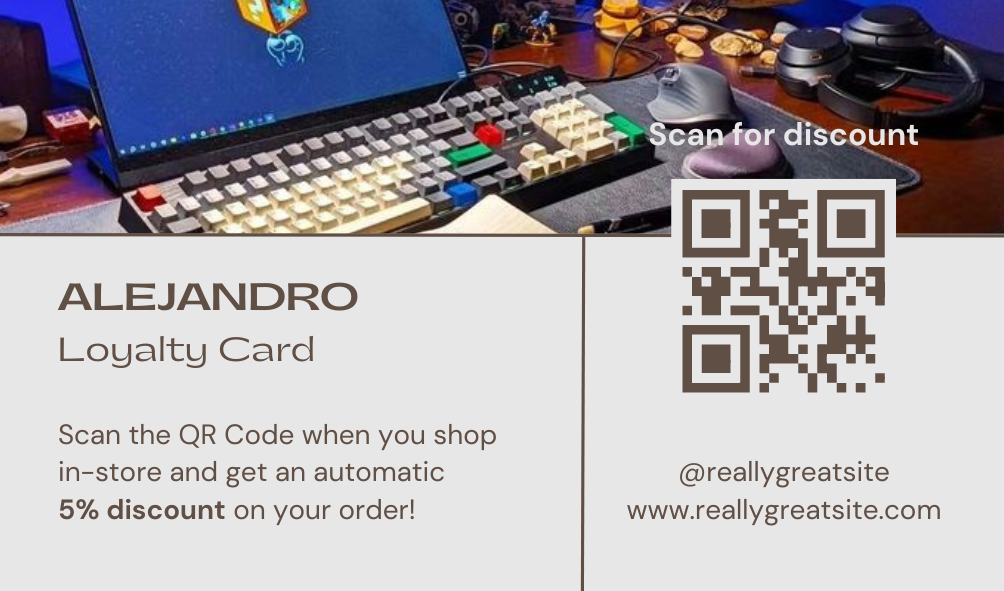 Scan for discount
ALEJANDRO
Loyalty Card
Scan the QR Code when you shop
in-store and get an automatic
5% discount on your order!
@reallygreatsite
www.reallygreatsite.com